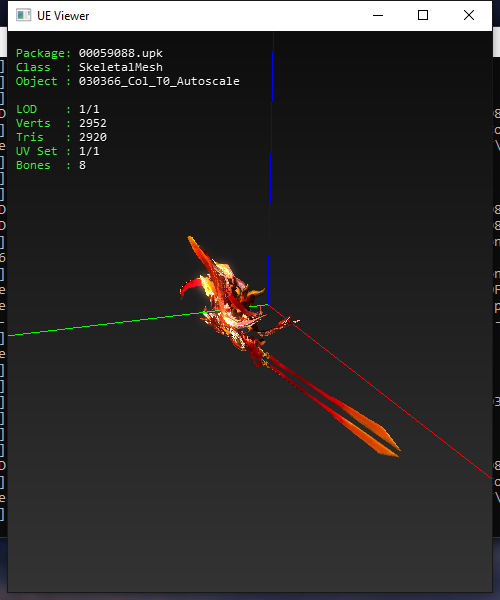 UE Viewer
Package: 00059088.upk
Class  : SkeletalMesh
Object : 030366_Col_T0_Autoscale
LOD    : 1/1
Verts  : 2952
Tris   : 2920
UV Set : 1/1
Bones  : 8